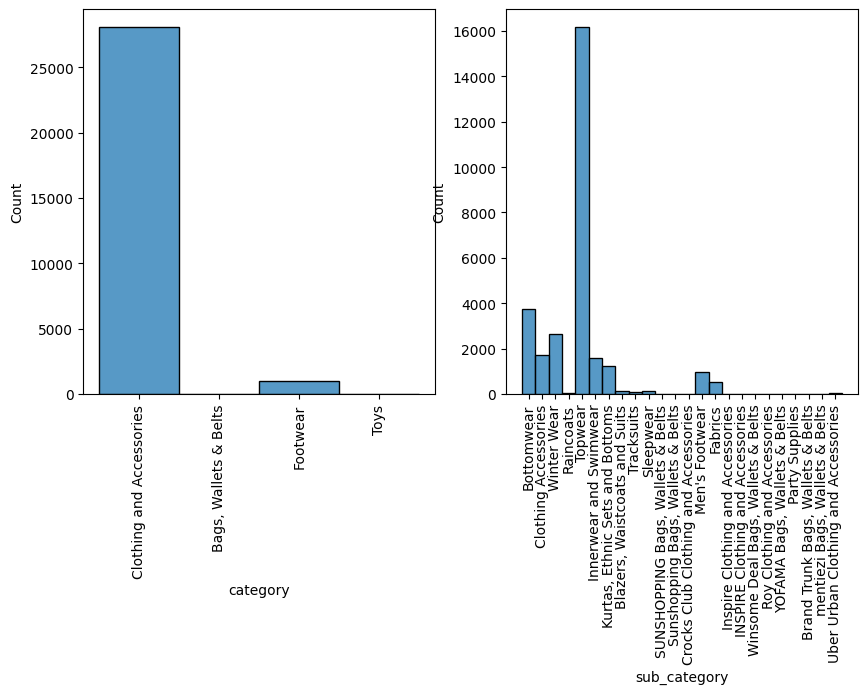 25000
20000
15000
10000
5000
0
Count
Clothing and Accessories
Bags, Wallets & Belts
Footwear
Toys
category
16000
14000
12000
10000
8000
6000
4000
2000
0
Count
Bottomwear
Clothing Accessories
Winter Wear
Raincoats
Topwear
Innerwear and Swimwear
Kurtas, Ethnic Sets and Bottoms
Blazers, Waistcoats and Suits
Tracksuits
Sleepwear
SUNSHOPPING Bags, Wallets & Belts
Sunshopping Bags, Wallets & Belts
Crocks Club Clothing and Accessories
Men's Footwear
Fabrics
Inspire Clothing and Accessories
INSPIRE Clothing and Accessories
Winsome Deal Bags, Wallets & Belts
Roy Clothing and Accessories
YOFAMA Bags, Wallets & Belts
Party Supplies
Brand Trunk Bags, Wallets & Belts
mentiezi Bags, Wallets & Belts
Uber Urban Clothing and Accessories
sub_category